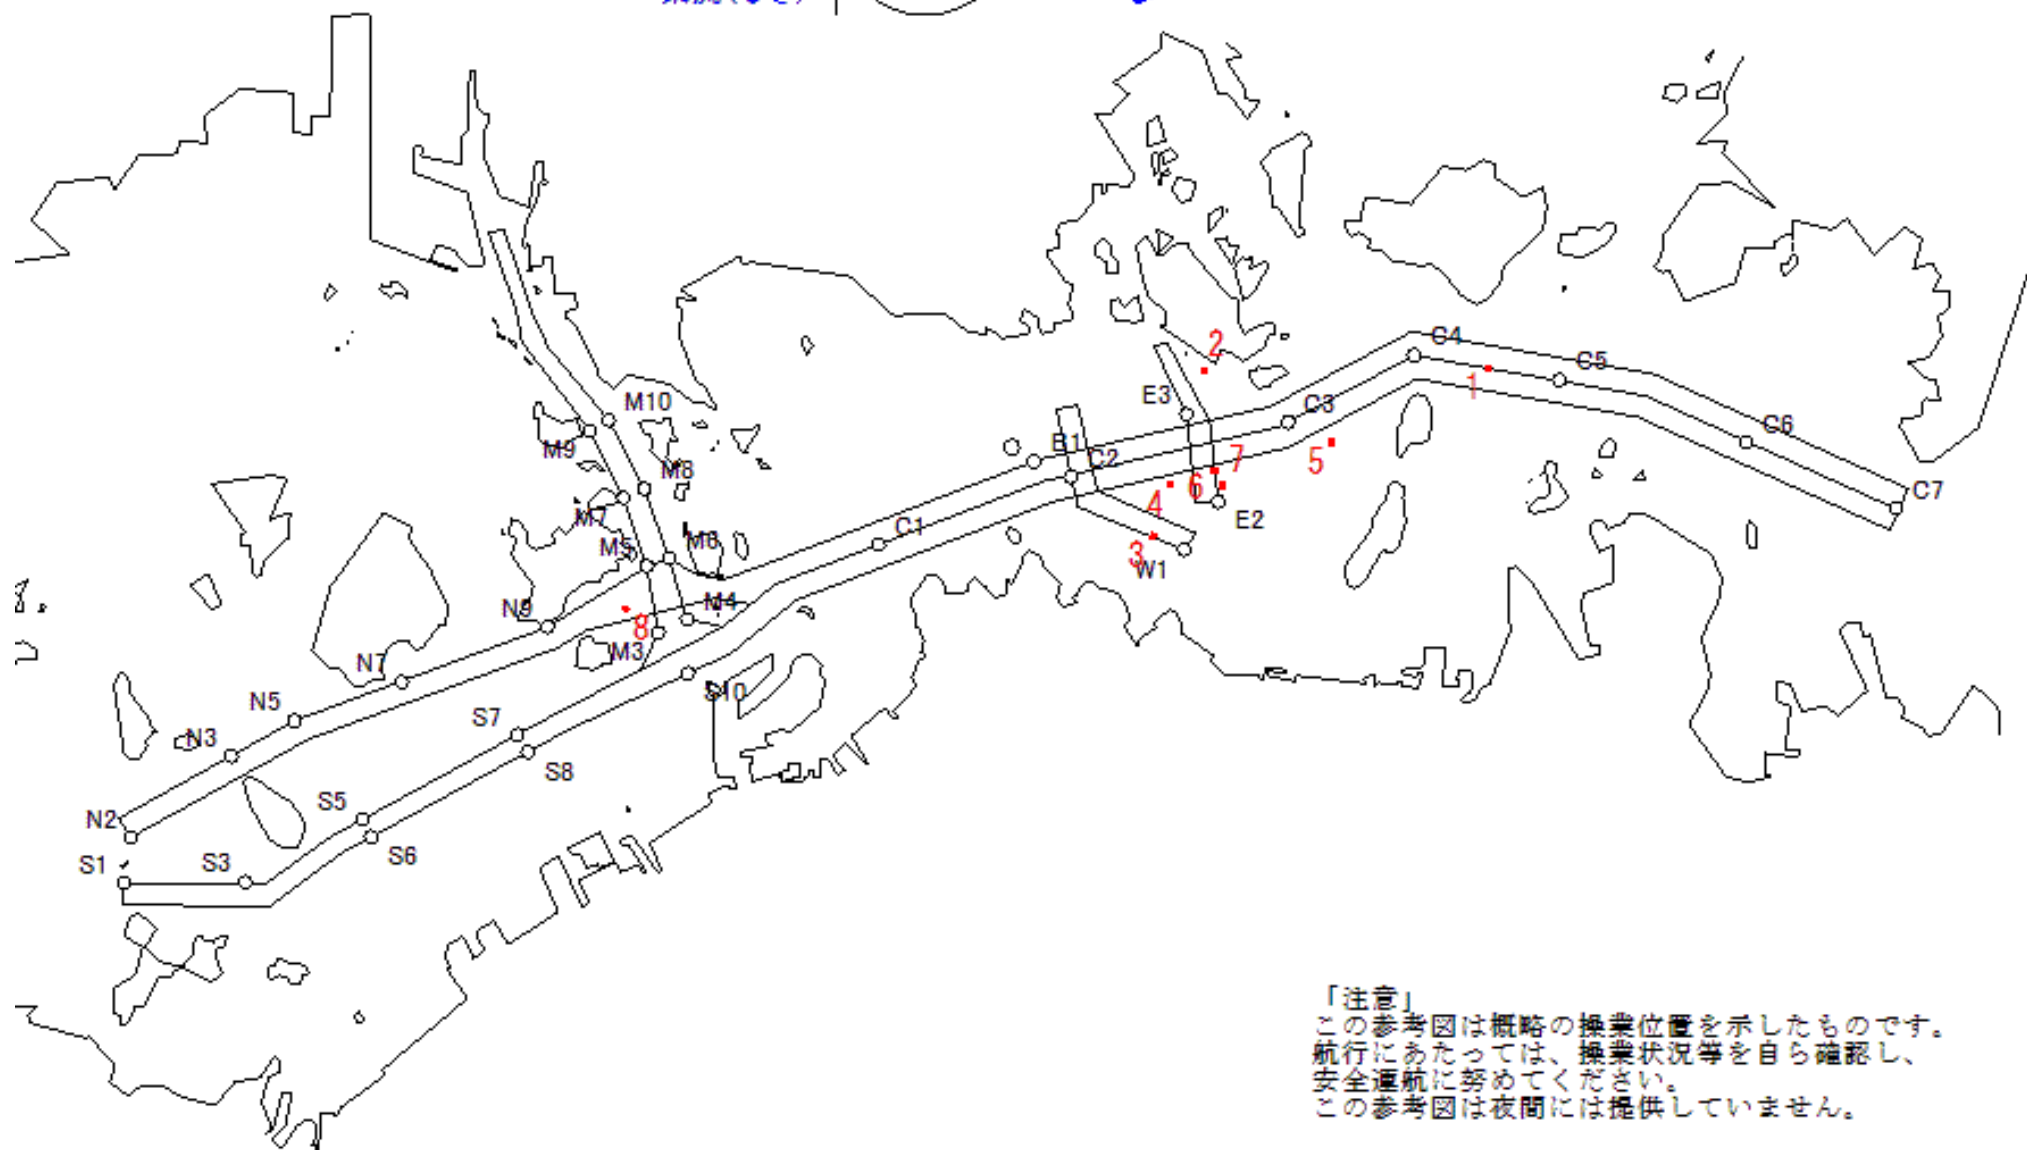 2
C4
C5
1
M10
E3
C3
C6
M9
B1
7
5
M8
C2
6
C7
4
E2
M7
C1
M5
M6
3
W1
N9
M4
8
M3
N7
S10
N5
S7
N3
S8
S5
N2
S6
S1
S3
「注意」
この参考図は概略の操業位置を示したものです。
航行にあたっては、操業状況等を自ら確認し、
安全運航に努めてください。
この参考図は夜間には提供していません。